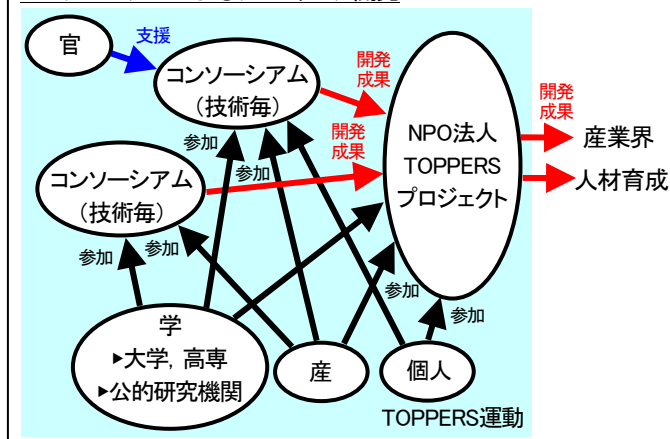 官
支援
コンソーシアム
(技術毎)
開発
成果
参加
NPO法人
TOPPERS
プロジェクト
開発
成果
産業界
人材育成
開発
成果
参加
コンソーシアム
(技術毎)
参加
参加
参加
参加
学
▶大学, 高専
▶公的研究機関
産
個人
TOPPERS運動